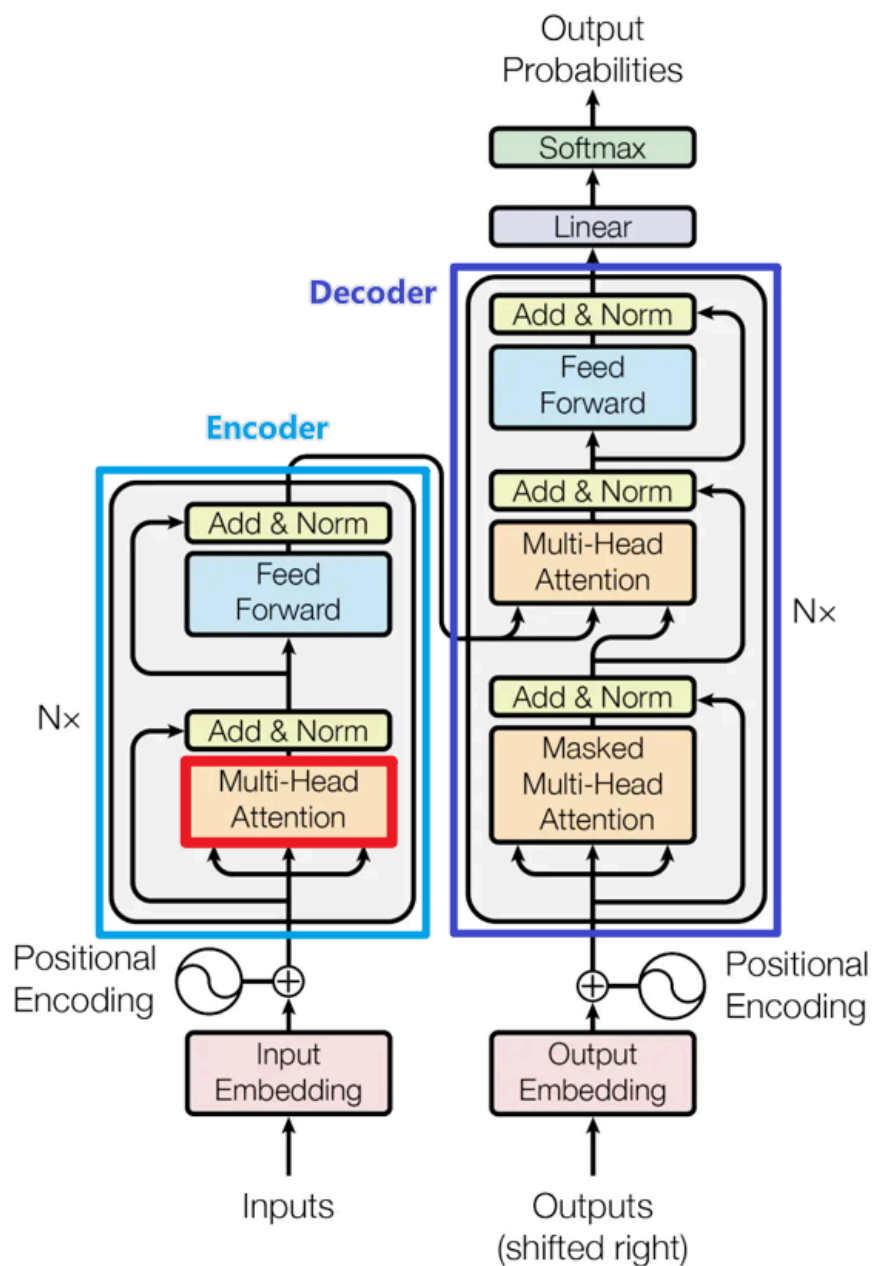 Output
Probabilities
Softmax
Linear
Decoder
Add & Norm
Feed
Forward
Encoder
Add & Norm
Multi-Head
Attention
Add & Norm
Feed
Forward
N×
Add & Norm
Masked
Multi-Head
Attention
N×
Add & Norm
Multi-Head
Attention
Positional
Encoding
Positional
Encoding
Input
Embedding
Output
Embedding
Inputs
Outputs
(shifted right)